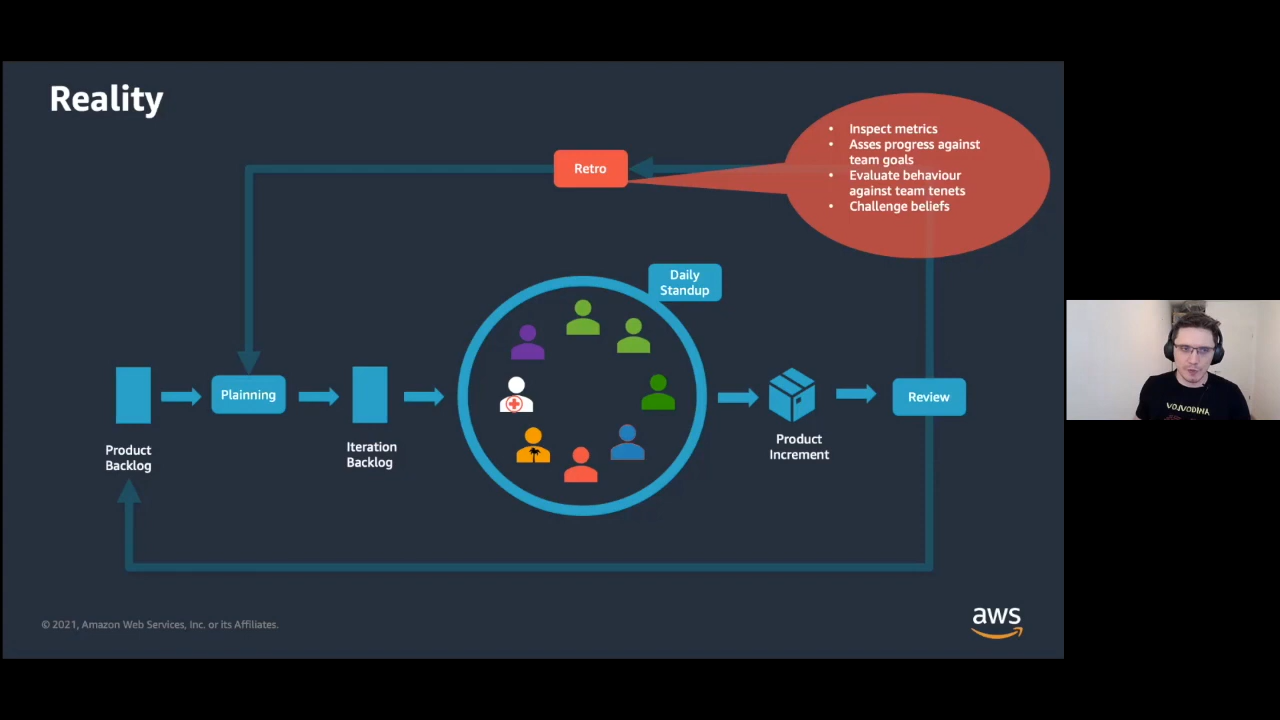 Reality
• Inspect metrics
• Asses progress against
team goals
• Evaluate behaviour
against team tenets
• Challenge beliefs
Retro
Daily
Standup
Plainning
Review
Product
Backlog
Iteration
Backlog
Product
Increment
VOJVODINA
© 2021, Amazon Web Services, Inc. or its Affiliates.
aws